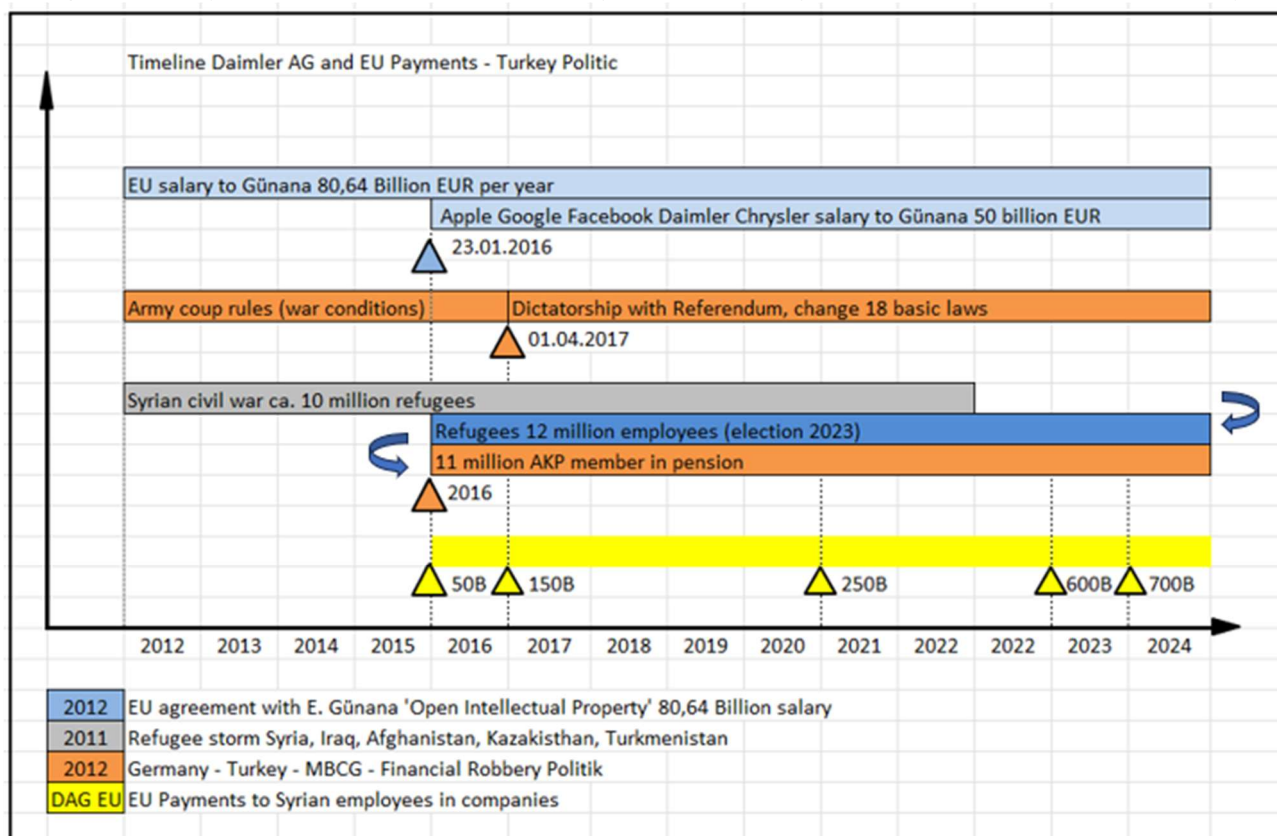 Timeline Daimler AG and EU Payments - Turkey Politic
EU salary to Günana 80,64 Billion EUR per year
Apple Google Facebook Daimler Chrysler salary to Günana 50 billion EUR
23.01.2016
Army coup rules (war conditions) Dictatorship with Referendum, change 18 basic laws
01.04.2017
Syrian civil war ca. 10 million refugees
Refugees 12 million employees (election 2023)
11 million AKP member in pension
2016
50B 150B 250B 600B 700B
2012 2013 2014 2015 2016 2017 2018 2019 2020 2021 2022 2022 2023 2024
2012 EU agreement with E. Günana 'Open Intellectual Property' 80,64 Billion salary
2011 Refugee storm Syria, Iraq, Afghanistan, Kazakisthan, Turkmenistan
2012 Germany - Turkey - MBCG - Financial Robbery Politik
DAG EU EU Payments to Syrian employees in companies